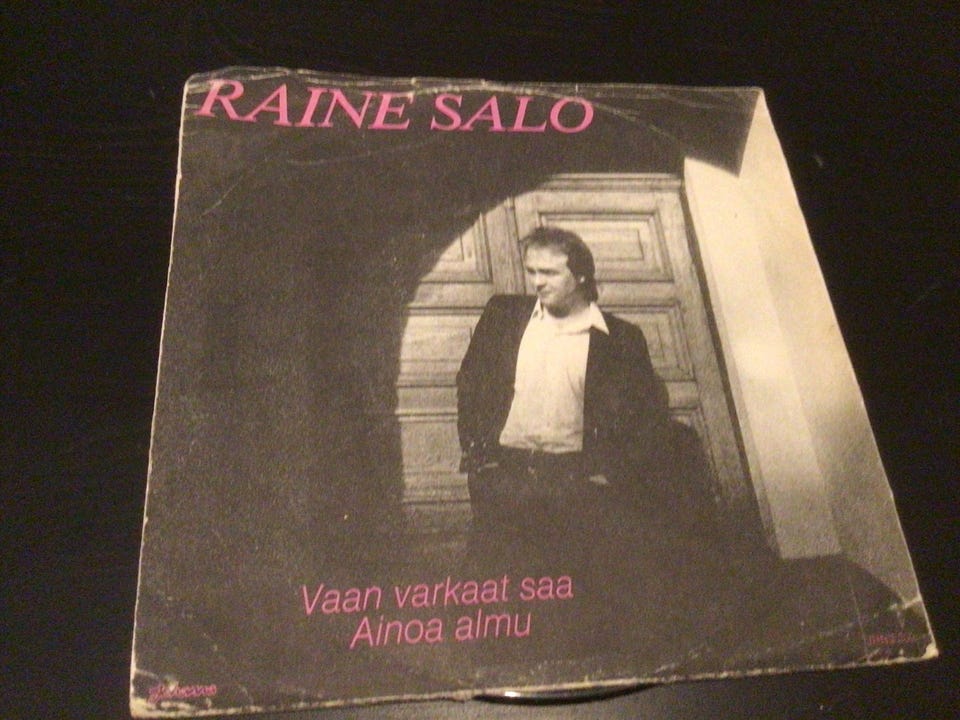 RAINE SALO
Vaan varkaat saa
Ainoa almu